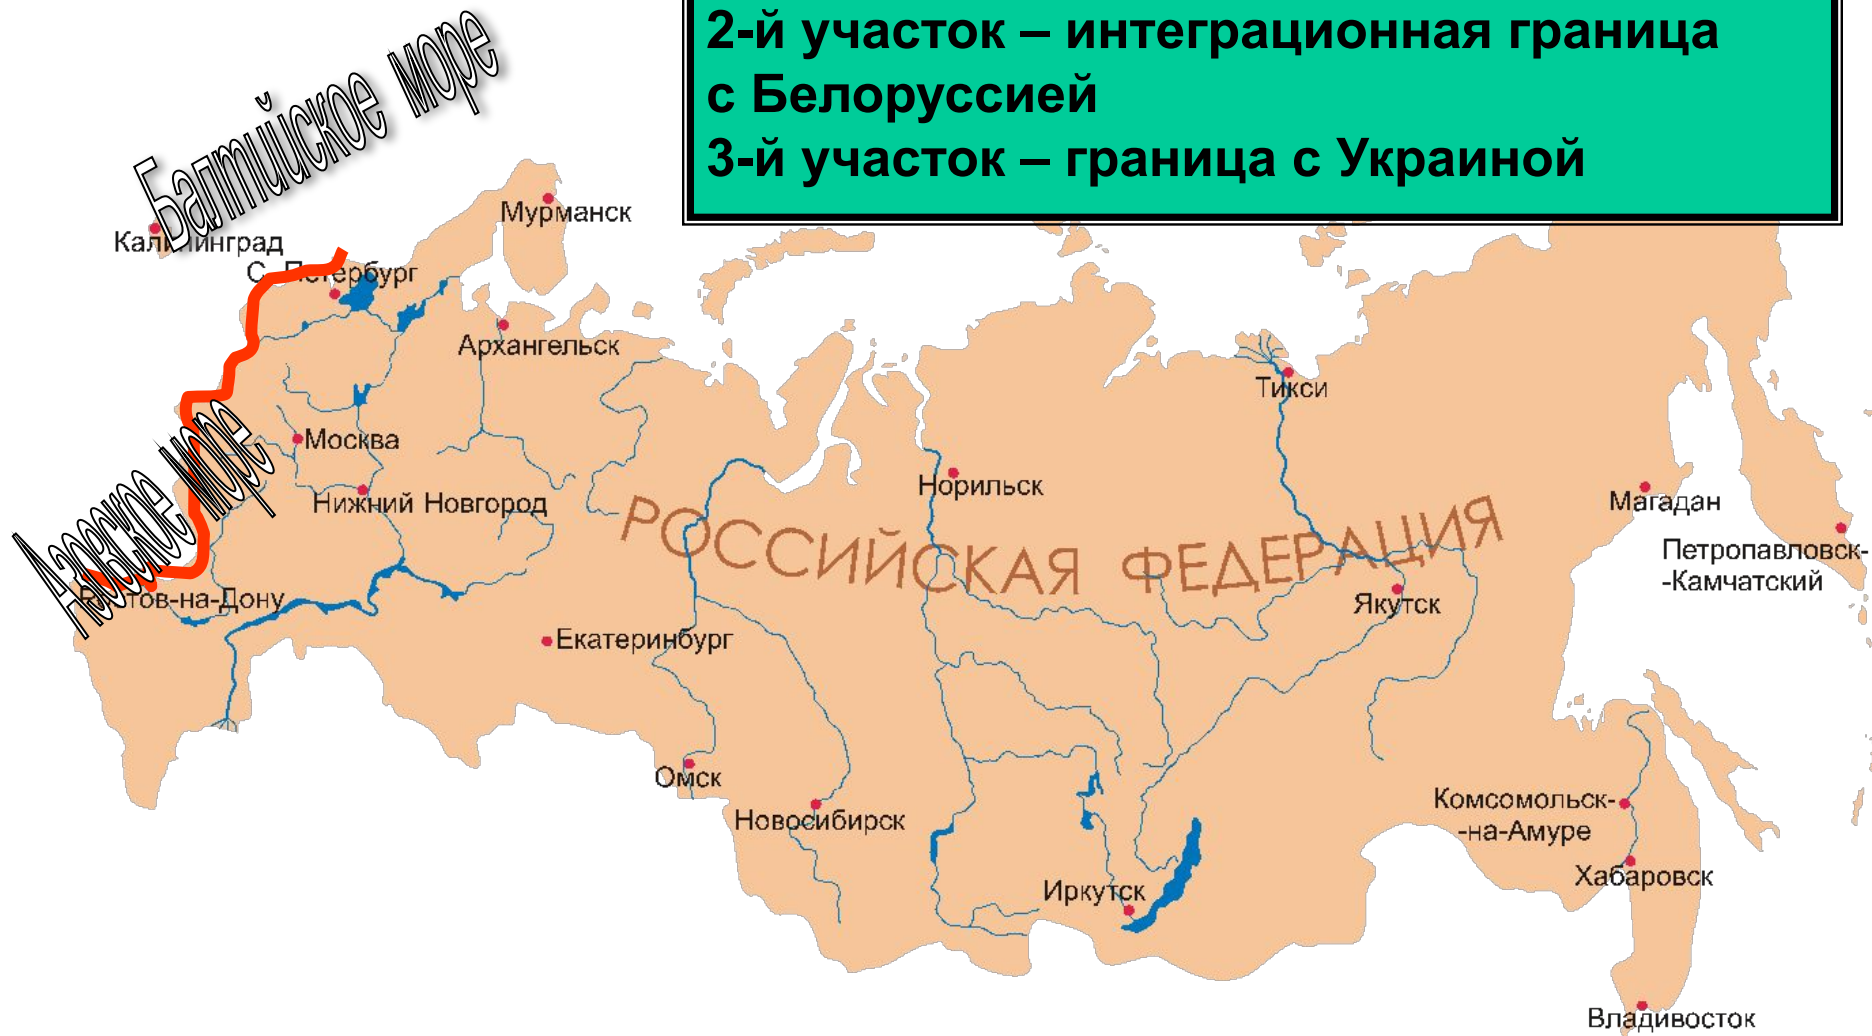 2-й участок – интеграционная граница
с Белоруссией
3-й участок – граница с Украиной
Балтийское море
Мурманск
Калининград
С.-Петербург
Архангельск
Тикси
Азовское море
Москва
Норильск
Нижний Новгород
Магадан
РОССИЙСКАЯ ФЕДЕРАЦИЯ
Петропавловск-
-Камчатский
Ростов-на-Дону
Якутск
Екатеринбург
Омск
Новосибирск
Комсомольск-
-на-Амуре
Хабаровск
Иркутск
Владивосток